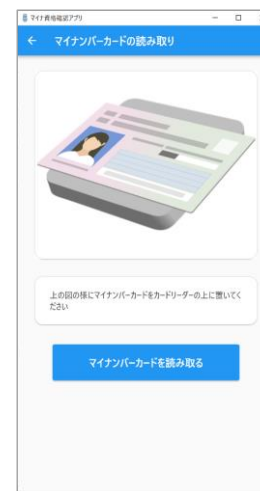 マイナ資格確認アプリ
マイナンバーカードの読み取り
上の図の様にマイナンバーカードをカードリーダーの上に置いてく
ださい
マイナンバーカードを読み取る